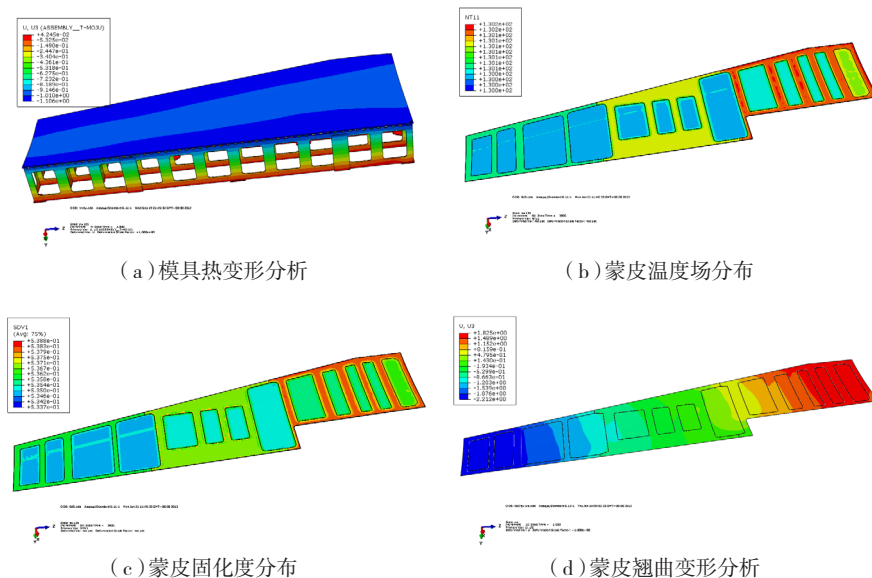 U, U3 (ASSEMBLY__T-MOJU)
+4.245e-02
-5.325e-02
-1.490e-01
-2.447e-01
-3.404e-01
-4.361e-01
-5.318e-01
-6.275e-01
-7.232e-01
-8.189e-01
-9.146e-01
-1.010e+00
-1.106e+00
Z
Y
(a)模具热变形分析
NT11
+1.302e+02
+1.302e+02
+1.301e+02
+1.301e+02
+1.301e+02
+1.301e+02
+1.301e+02
+1.301e+02
+1.300e+02
+1.300e+02
+1.300e+02
+1.300e+02
Z
Y
(b)蒙皮温度场分布
SDV1
(Avg: 75%)
+5.388e-01
+5.383e-01
+5.379e-01
+5.375e-01
+5.371e-01
+5.367e-01
+5.362e-01
+5.358e-01
+5.354e-01
+5.350e-01
+5.346e-01
+5.342e-01
+5.337e-01
Z
Y
(c)蒙皮固化度分布
U, U3
+1.825e+00
+1.489e+00
+1.152e+00
+8.159e-01
+4.795e-01
+1.430e-01
-1.934e-01
-5.299e-01
-8.663e-01
-1.203e+00
-1.539e+00
-1.876e+00
-2.212e+00
Z
Y
(d)蒙皮翘曲变形分析